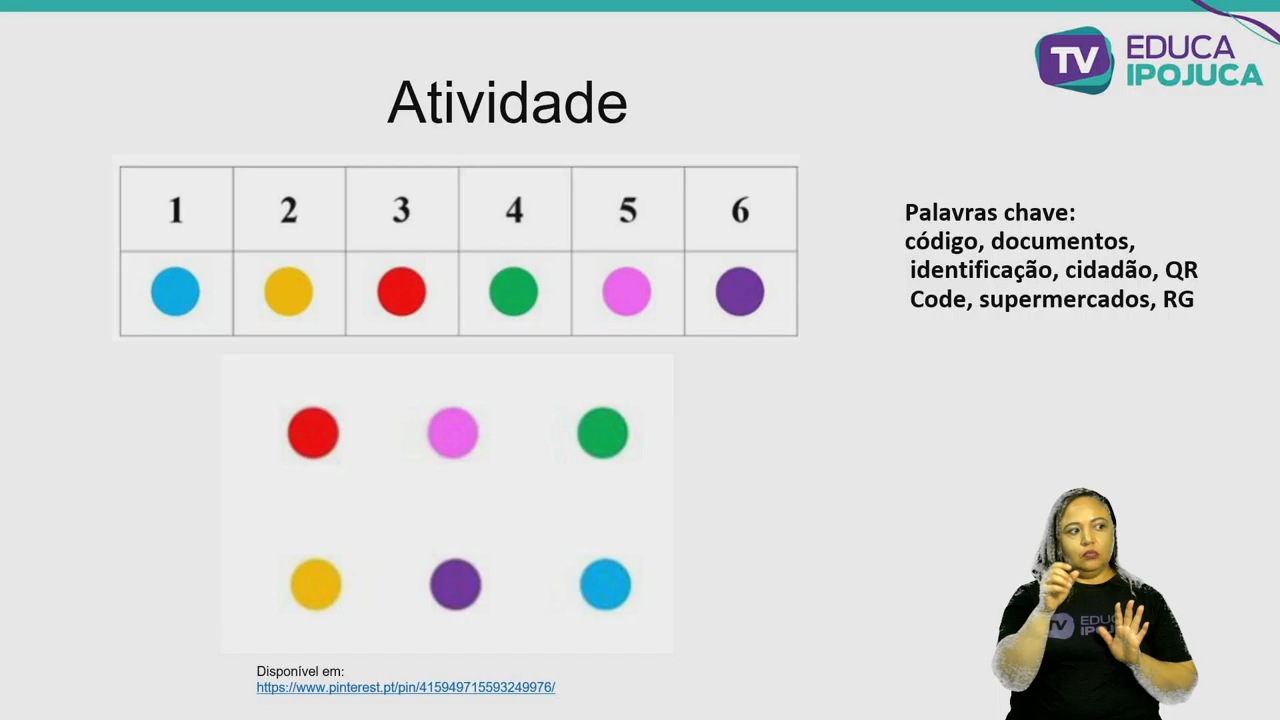 TV EDUCA
IPOJUCA
Atividade
1 2 3 4 5 6
Palavras chave:
código, documentos,
identificação, cidadão, QR
Code, supermercados, RG
Disponível em:
https://www.pinterest.pt/pin/415949715593249976/
TV